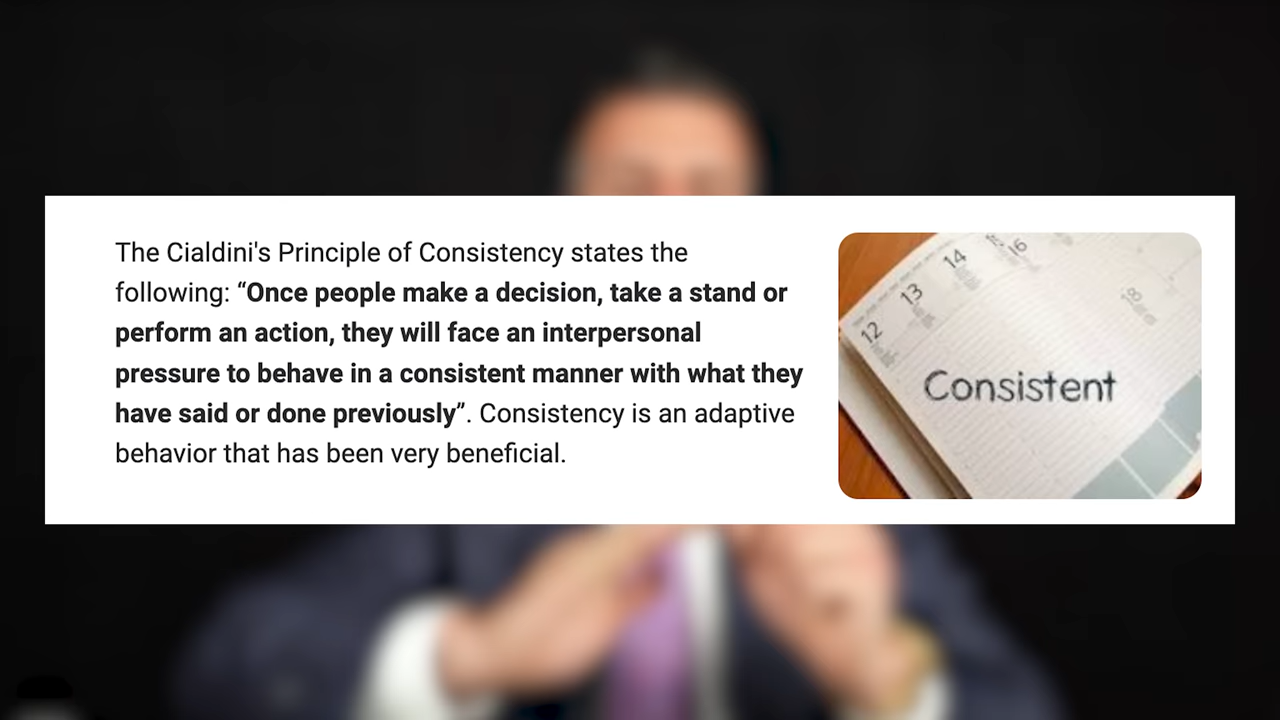 The Cialdini's Principle of Consistency states the
following: “Once people make a decision, take a stand or
perform an action, they will face an interpersonal
pressure to behave in a consistent manner with what they
have said or done previously”. Consistency is an adaptive
behavior that has been very beneficial.
12
13
14
16
Consistent